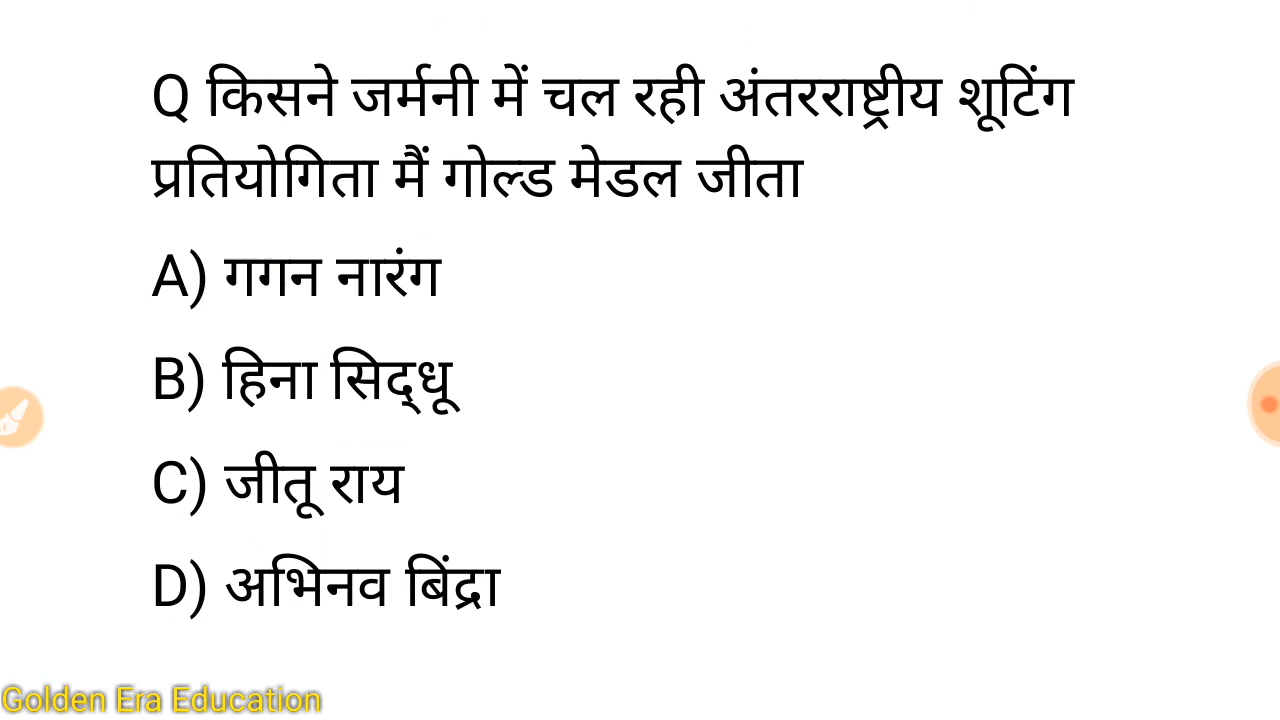 Q किसने जर्मनी में चल रही अंतरराष्ट्रीय शूटिंग
प्रतियोगिता मैं गोल्ड मेडल जीता
A) गगन नारंग
B) हिना सिद्‌धू
C) जीतू राय
D) अभिनव बिंद्रा
Golden Era Education